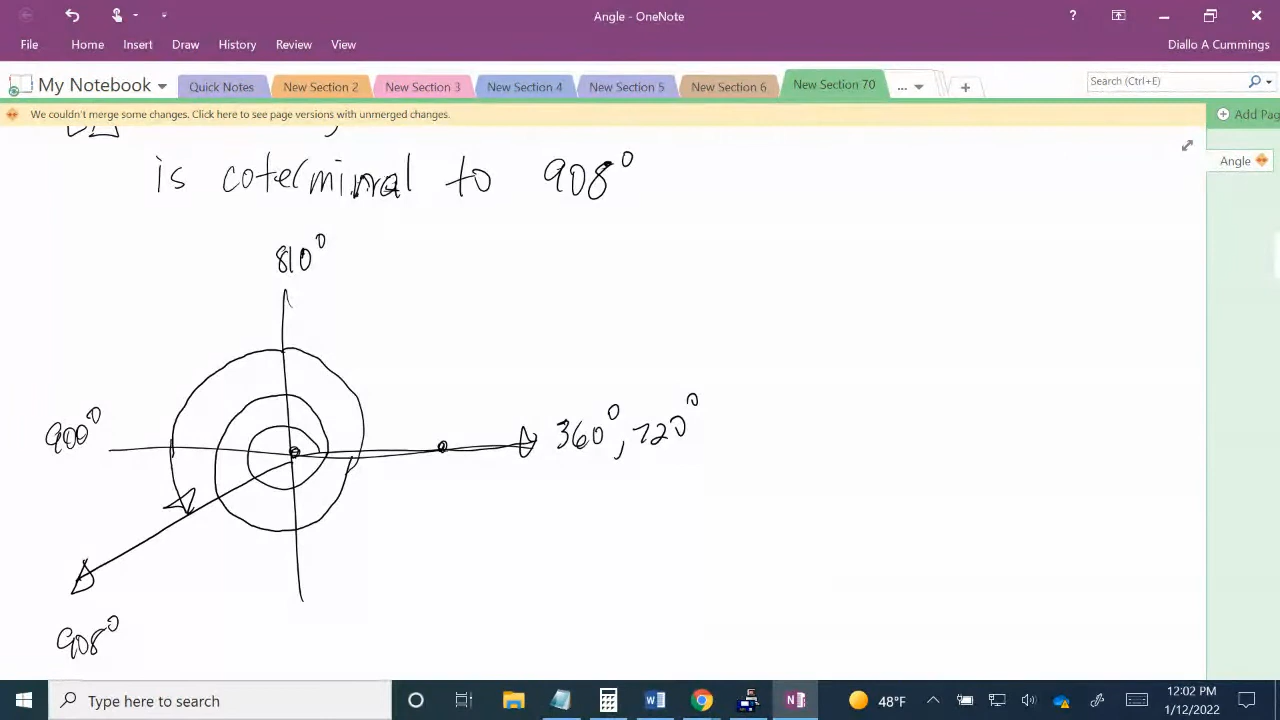 Angle - OneNote
?
File Home Insert Draw History Review View Diallo A Cummings
My Notebook Quick Notes New Section 2 New Section 3 New Section 4 New Section 5 New Section 6 New Section 70 ... + Search (Ctrl+E)
We couldn't merge some changes. Click here to see page versions with unmerged changes. Add Pag
Angle
is coterminal to 908°
810°
900° 360°, 720°
908°
Type here to search 48°F 12:02 PM
1/12/2022